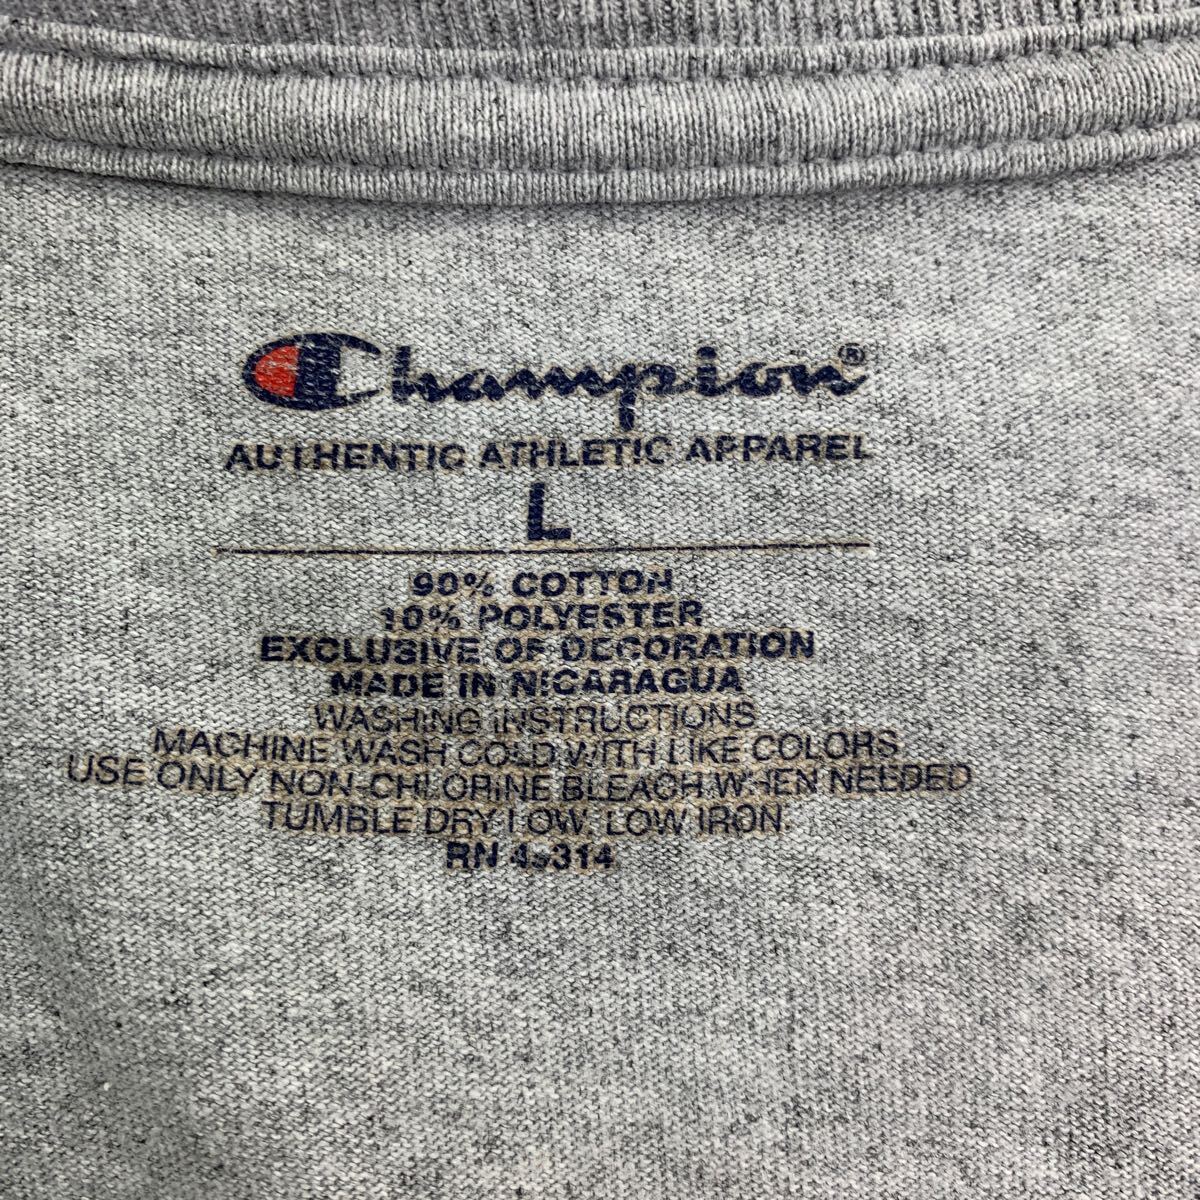 Champion®
AUTHENTIC ATHLETIC APPAREL
L
90% COTTON
10% POLYESTER
EXCLUSIVE OF DECORATION
MADE IN NICARAGUA
WASHING INSTRUCTIONS
MACHINE WASH COLD WITH LIKE COLORS
USE ONLY NON-CHLORINE BLEACH WHEN NEEDED
TUMBLE DRY LOW. LOW IRON.
RN